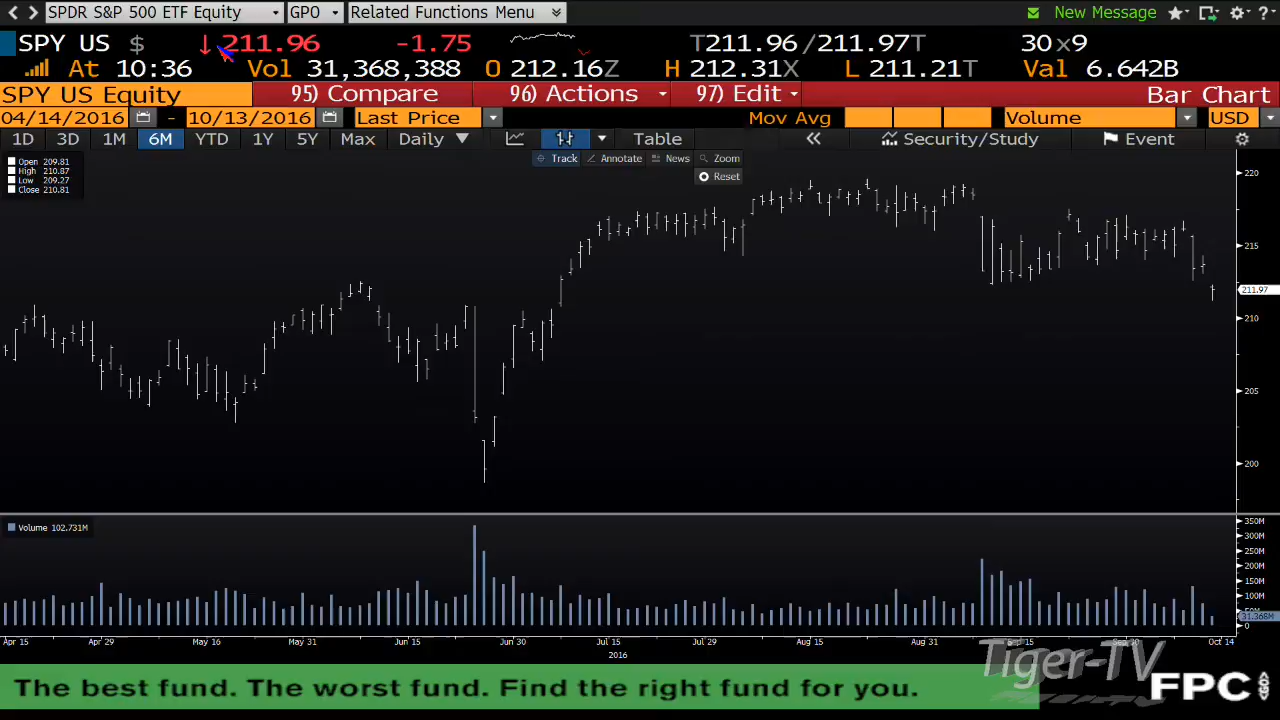 SPDR S&P 500 ETF Equity GPO Related Functions Menu New Message ?
SPY US $ ↓ 211.96 -1.75 T211.96/211.97T 30x9
At 10:36 Vol 31,368,388 O 212.16Z H 212.31X L 211.21T Val 6.642B
SPY US Equity 95) Compare 96) Actions 97) Edit Bar Chart
04/14/2016 - 10/13/2016 Last Price Mov Avg Volume USD
1D 3D 1M 6M YTD 1Y 5Y Max Daily Table Security/Study Event
Track Annotate News Zoom
Reset
Open 209.81
High 210.87
Low 209.27
Close 210.81
220
215
211.97
210
205
200
Volume 102.731M
350M
300M
250M
200M
150M
100M
50M
31.368M
0
Apr 15 Apr 29 May 16 May 31 Jun 15 Jun 30 Jul 15 Jul 29 Aug 15 Aug 31 Sep 15 Sep 30 Oct 14
2016
Tiger-TV
The best fund. The worst fund. Find the right fund for you.
FPC